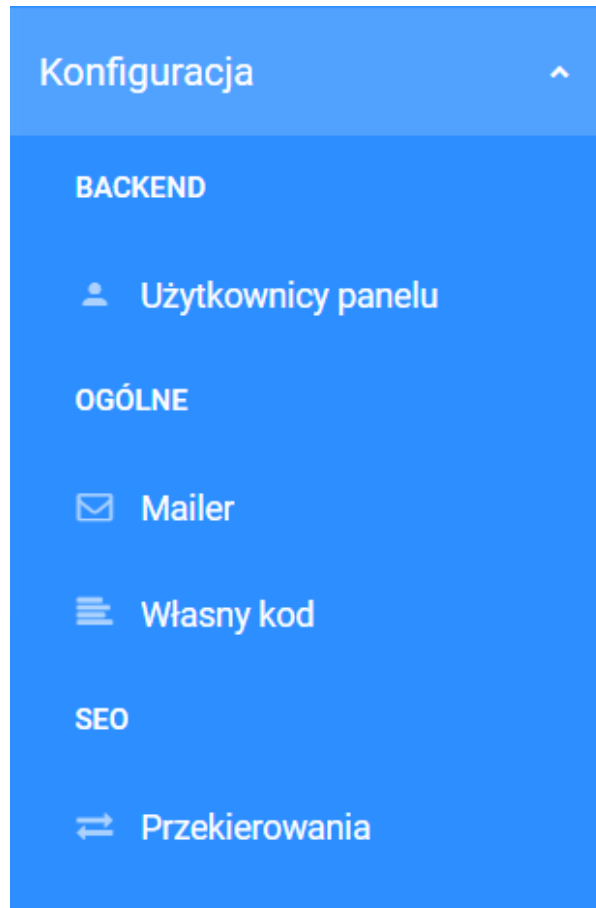 Konfiguracja
BACKEND
Użytkownicy panelu
OGÓLNE
Mailer
Własny kod
SEO
Przekierowania